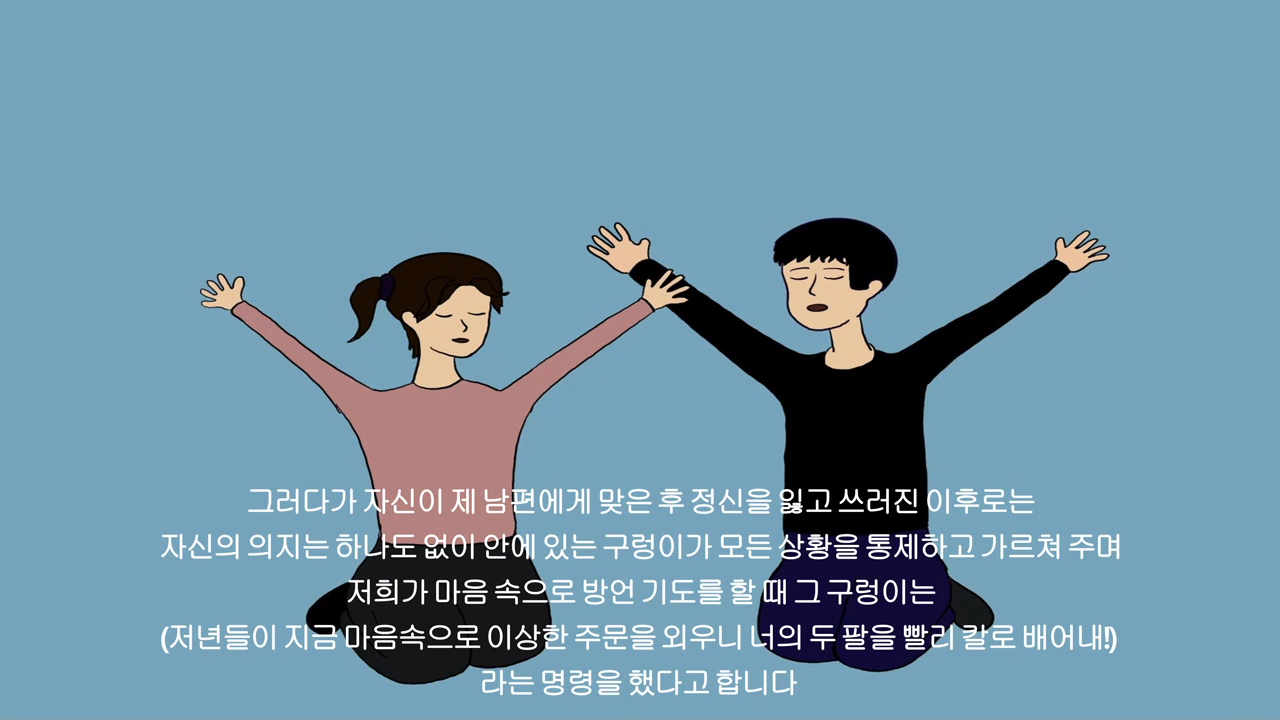 그러다가 자신이 제 남편에게 맞은 후 정신을 잃고 쓰러진 이후로는
자신의 의지는 하나도 없이 안에 있는 구렁이가 모든 상황을 통제하고 가르쳐 주며
저희가 마음 속으로 방언 기도를 할 때 그 구렁이는
(저년들이 지금 마음속으로 이상한 주문을 외우니 너의 두 팔을 빨리 칼로 배어내!)
라는 명령을 했다고 합니다